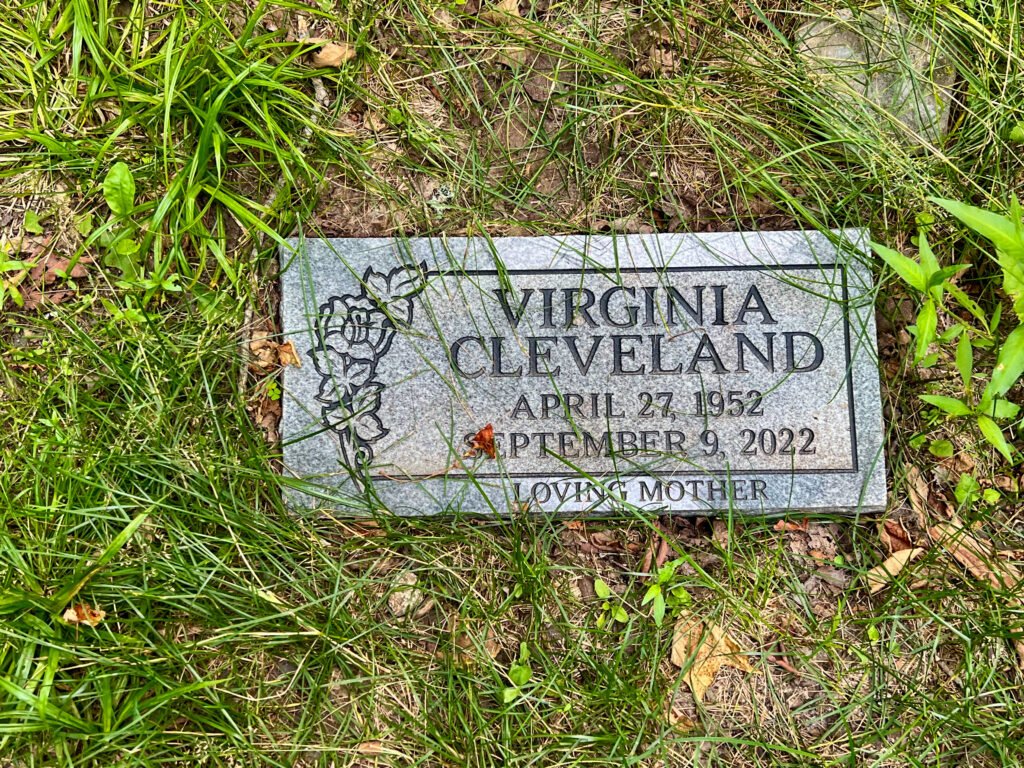 VIRGINIA
CLEVELAND
APRIL 27, 1952
SEPTEMBER 9, 2022
LOVING MOTHER